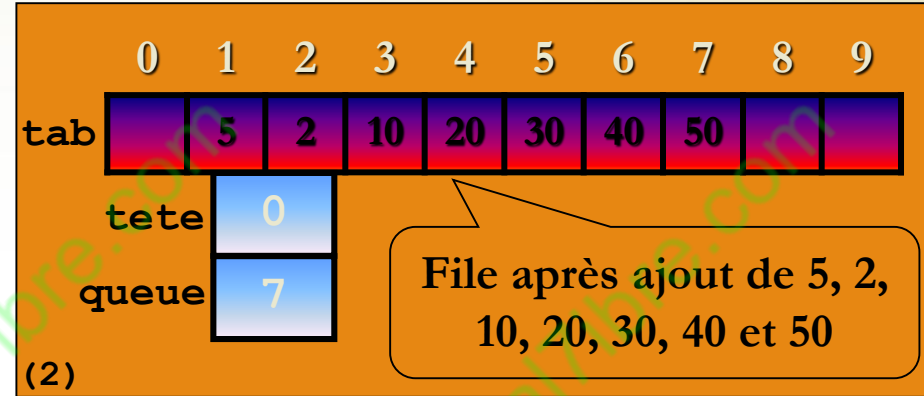 0 1 2 3 4 5 6 7 8 9
tab 5 2 10 20 30 40 50
tete 0
queue 7
File après ajout de 5, 2,
10, 20, 30, 40 et 50
(2)